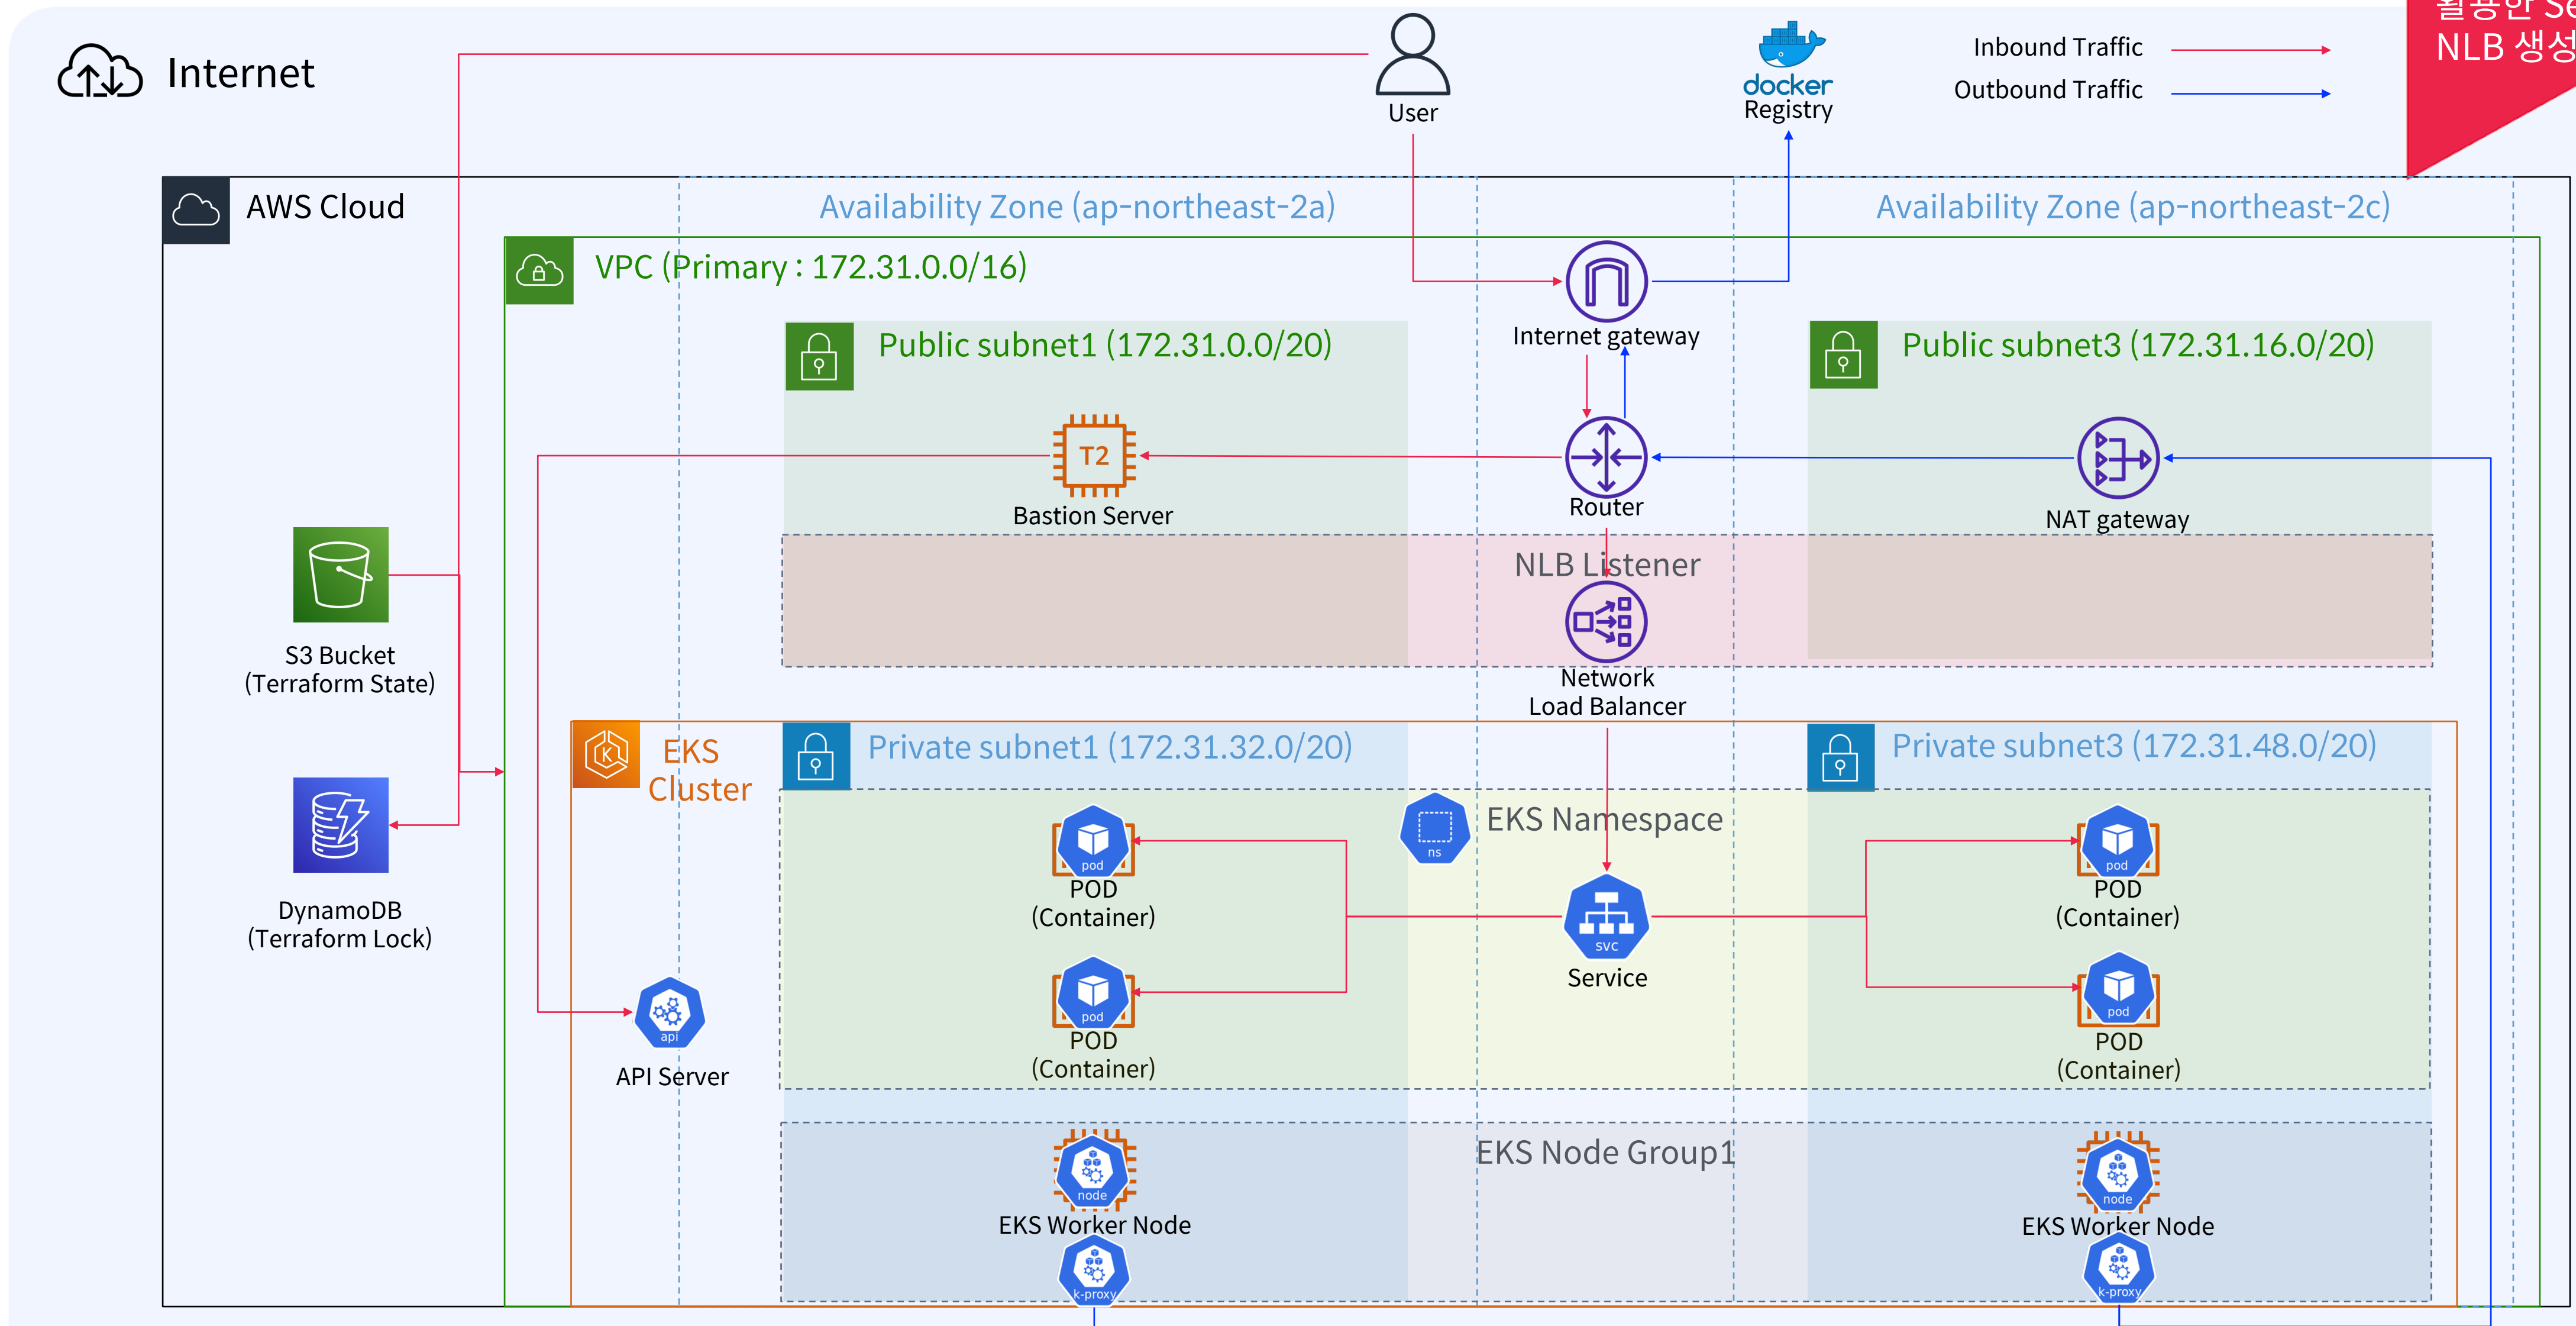 활용한 Se
NLB 생성
Internet
User
docker
Registry
Inbound Traffic
Outbound Traffic
AWS Cloud
Availability Zone (ap-northeast-2a)
Availability Zone (ap-northeast-2c)
VPC (Primary : 172.31.0.0/16)
Internet gateway
Public subnet1 (172.31.0.0/20)
Public subnet3 (172.31.16.0/20)
T2
Bastion Server
Router
NAT gateway
NLB Listener
Network
Load Balancer
S3 Bucket
(Terraform State)
DynamoDB
(Terraform Lock)
EKS
Cluster
Private subnet1 (172.31.32.0/20)
Private subnet3 (172.31.48.0/20)
ns
EKS Namespace
pod
POD
(Container)
pod
POD
(Container)
svc
Service
pod
POD
(Container)
pod
POD
(Container)
api
API Server
EKS Node Group1
node
EKS Worker Node
k-proxy
node
EKS Worker Node
k-proxy